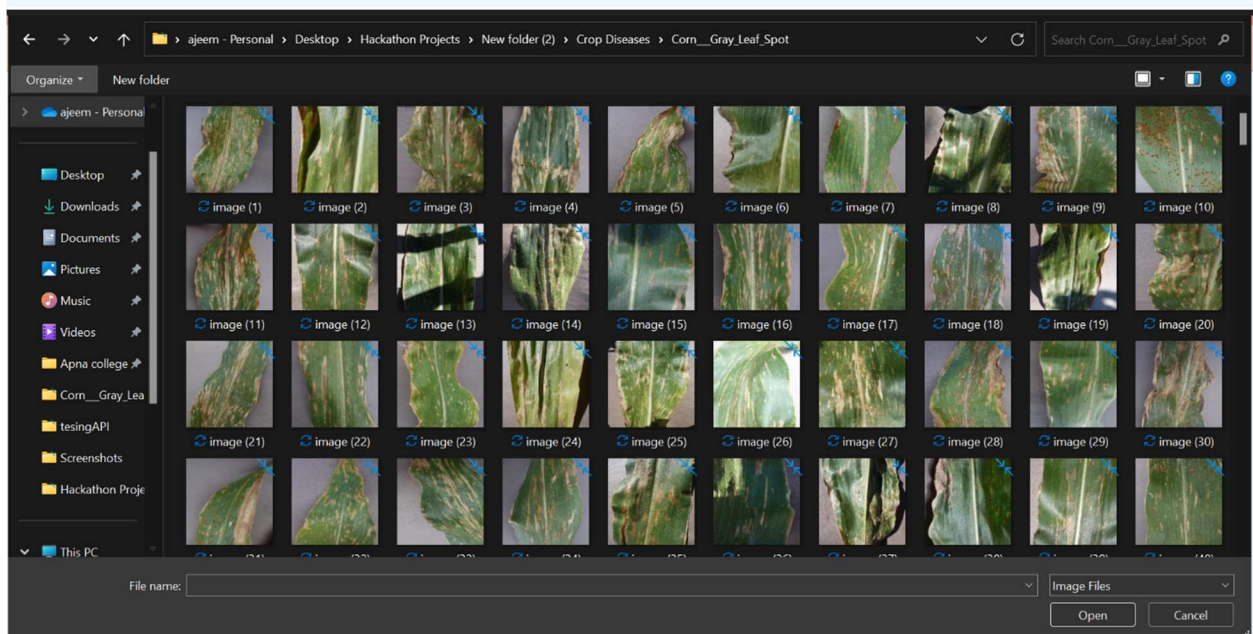 ajeem - Personal > Desktop > Hackathon Projects > New folder (2) > Crop Diseases > Corn___Gray_Leaf_Spot
Search Corn___Gray_Leaf_Spot
Organize
New folder
ajeem - Personal
Desktop
Downloads
Documents
Pictures
Music
Videos
Apna college
Corn___Gray_Lea
tesingAPI
Screenshots
Hackathon Proje
This PC
image (1) image (2) image (3) image (4) image (5) image (6) image (7) image (8) image (9) image (10)
image (11) image (12) image (13) image (14) image (15) image (16) image (17) image (18) image (19) image (20)
image (21) image (22) image (23) image (24) image (25) image (26) image (27) image (28) image (29) image (30)
File name:
Image Files
Open
Cancel